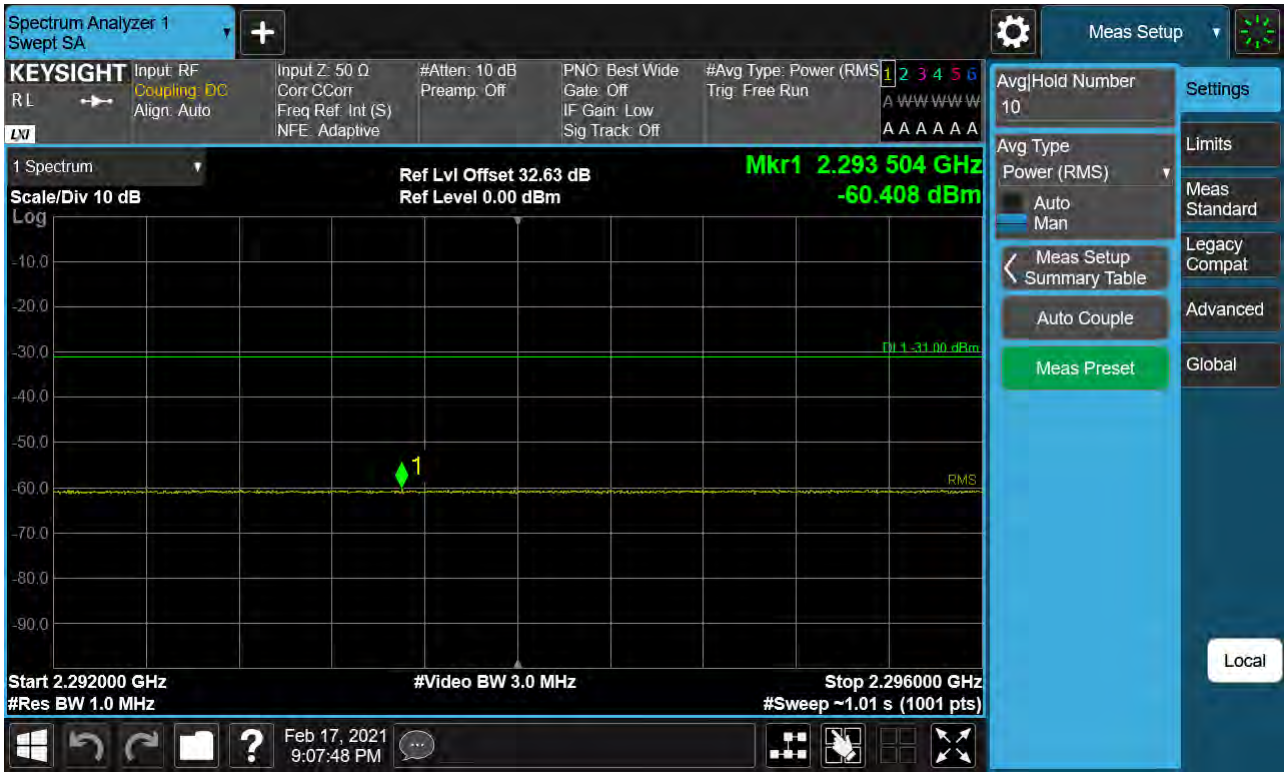 Spectrum Analyzer 1
Swept SA
+
Meas Setup
KEYSIGHT
RL
LXI
Input: RF
Coupling: DC
Align: Auto
Input Z: 50 Ω
Corr CCorr
Freq Ref: Int (S)
NFE: Adaptive
#Atten: 10 dB
Preamp: Off
PNO: Best Wide
Gate: Off
IF Gain: Low
Sig Track: Off
#Avg Type: Power (RMS
Trig: Free Run
1 2 3 4 5 6
A W W W W W
A A A A A A
1 Spectrum
Scale/Div 10 dB
Log
Ref Lvl Offset 32.63 dB
Ref Level 0.00 dBm
Mkr1 2.293 504 GHz
-60.408 dBm
-10.0
-20.0
-30.0
-40.0
-50.0
-60.0
-70.0
-80.0
-90.0
DL1 -31.00 dBm
1
RMS
Start 2.292000 GHz
#Res BW 1.0 MHz
#Video BW 3.0 MHz
Stop 2.296000 GHz
#Sweep ~1.01 s (1001 pts)
?
Feb 17, 2021
9:07:48 PM
Avg|Hold Number
10
Avg Type
Power (RMS)
Auto
Man
Meas Setup
Summary Table
Auto Couple
Meas Preset
Settings
Limits
Meas
Standard
Legacy
Compat
Advanced
Global
Local